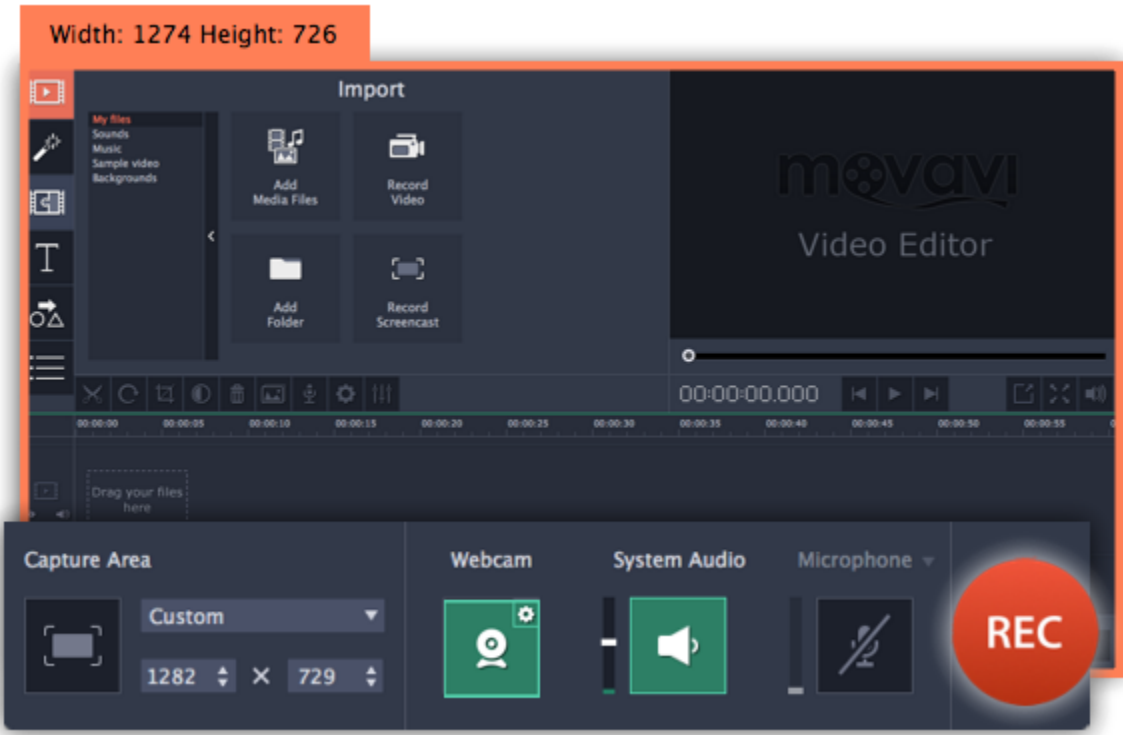 Width: 1274 Height: 726
Import
My files
Sounds
Music
Sample video
Backgrounds
Add
Media Files
Record
Video
Add
Folder
Record
Screencast
movavi
Video Editor
00:00:00.000
00:00:00 00:00:05 00:00:10 00:00:15 00:00:20 00:00:25 00:00:30 00:00:35 00:00:40 00:00:45 00:00:50 00:00:55
Drag your files
here
Capture Area
Webcam
System Audio
Microphone
Custom
1282 × 729
REC